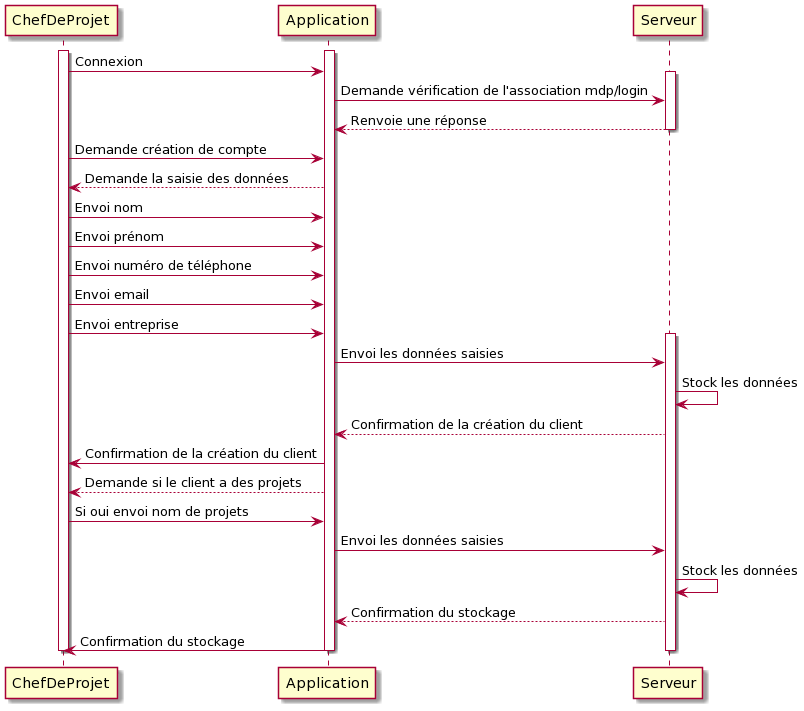 ChefDeProjet
Application
Serveur
Connexion
Demande vérification de l'association mdp/login
Renvoie une réponse
Demande création de compte
Demande la saisie des données
Envoi nom
Envoi prénom
Envoi numéro de téléphone
Envoi email
Envoi entreprise
Envoi les données saisies
Stock les données
Confirmation de la création du client
Confirmation de la création du client
Demande si le client a des projets
Si oui envoi nom de projets
Envoi les données saisies
Stock les données
Confirmation du stockage
Confirmation du stockage
ChefDeProjet
Application
Serveur